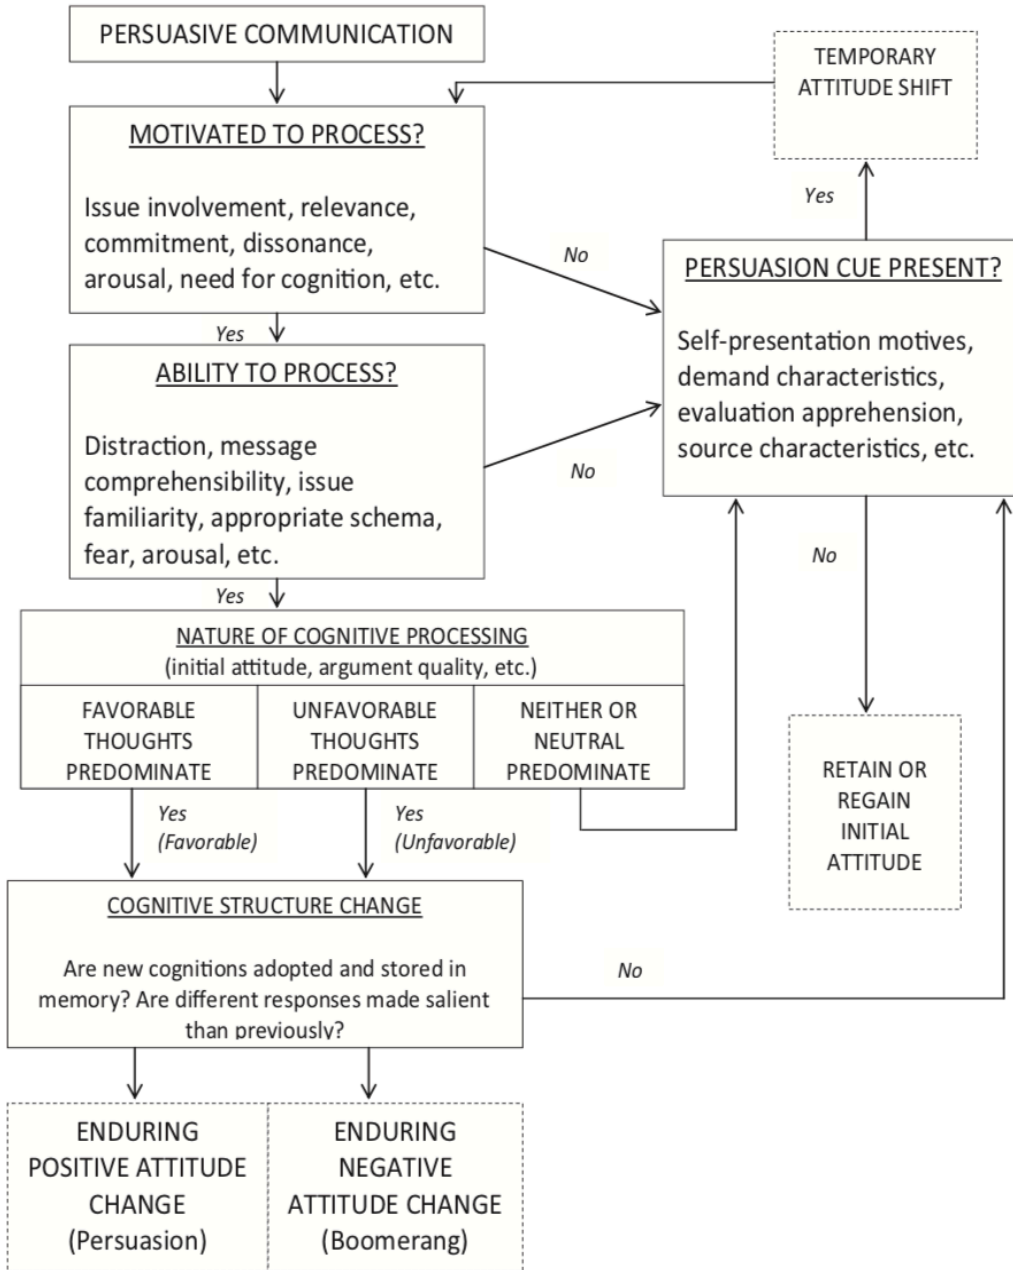 PERSUASIVE COMMUNICATION
TEMPORARY
ATTITUDE SHIFT
MOTIVATED TO PROCESS?
Issue involvement, relevance,
commitment, dissonance,
arousal, need for cognition, etc.
No
Yes
PERSUASION CUE PRESENT?
Self-presentation motives,
demand characteristics,
evaluation apprehension,
source characteristics, etc.
Yes
ABILITY TO PROCESS?
Distraction, message
comprehensibility, issue
familiarity, appropriate schema,
fear, arousal, etc.
No
No
Yes
NATURE OF COGNITIVE PROCESSING
(initial attitude, argument quality, etc.)
FAVORABLE
THOUGHTS
PREDOMINATE
UNFAVORABLE
THOUGHTS
PREDOMINATE
NEITHER OR
NEUTRAL
PREDOMINATE
RETAIN OR
REGAIN
INITIAL
ATTITUDE
Yes
(Favorable)
Yes
(Unfavorable)
COGNITIVE STRUCTURE CHANGE
Are new cognitions adopted and stored in
memory? Are different responses made salient
than previously?
No
ENDURING
POSITIVE ATTITUDE
CHANGE
(Persuasion)
ENDURING
NEGATIVE
ATTITUDE CHANGE
(Boomerang)